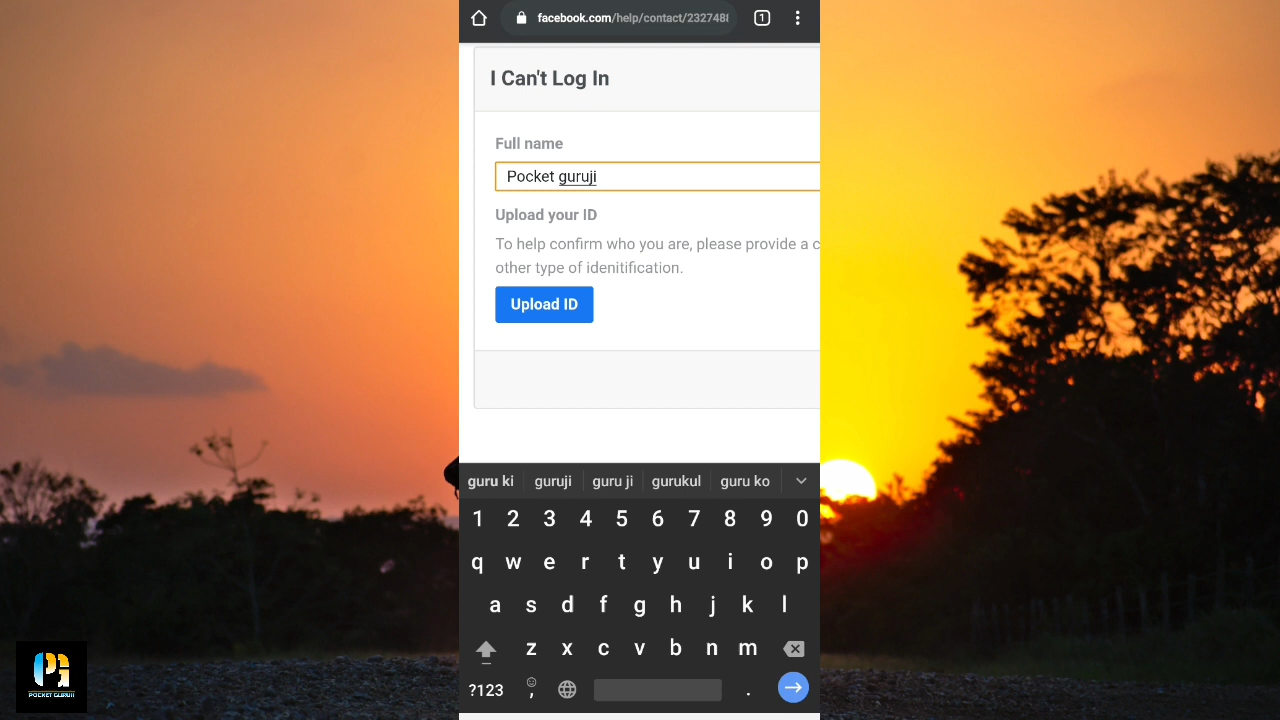 facebook.com/help/contact/232748
1
I Can't Log In
Full name
Pocket guruji
Upload your ID
To help confirm who you are, please provide a
other type of idenitification.
Upload ID
guru ki guruji guru ji gurukul guru ko
1 2 3 4 5 6 7 8 9 0
q w e r t y u i o p
a s d f g h j k l
z x c v b n m
?123 , .
POCKET GURUJI